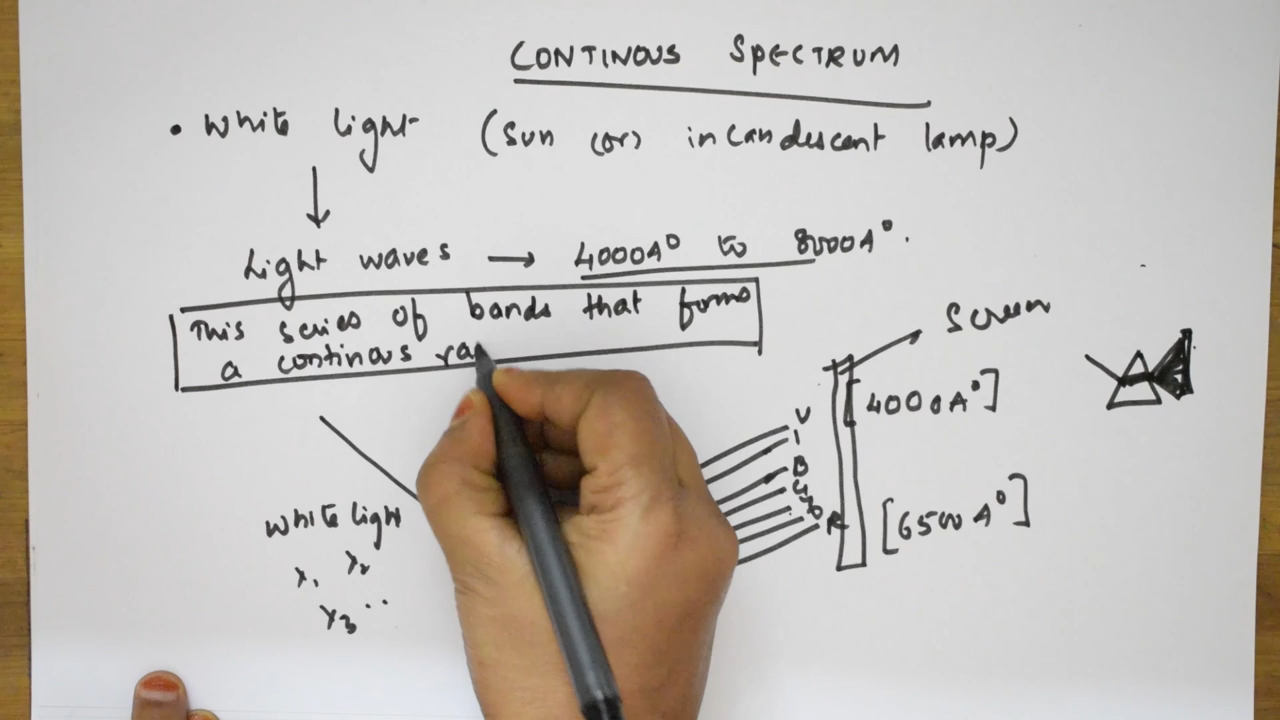 CONTINOUS SPECTRUM
• White light (Sun (or) incandescent lamp)
Light waves → 4000A° to 8000A°.
This series of bands that forms
a continous ra
Screen
V
I
B
G
Y
O
R
[4000A°]
[6500A°]
White light
λ1 λ2
λ3 ..